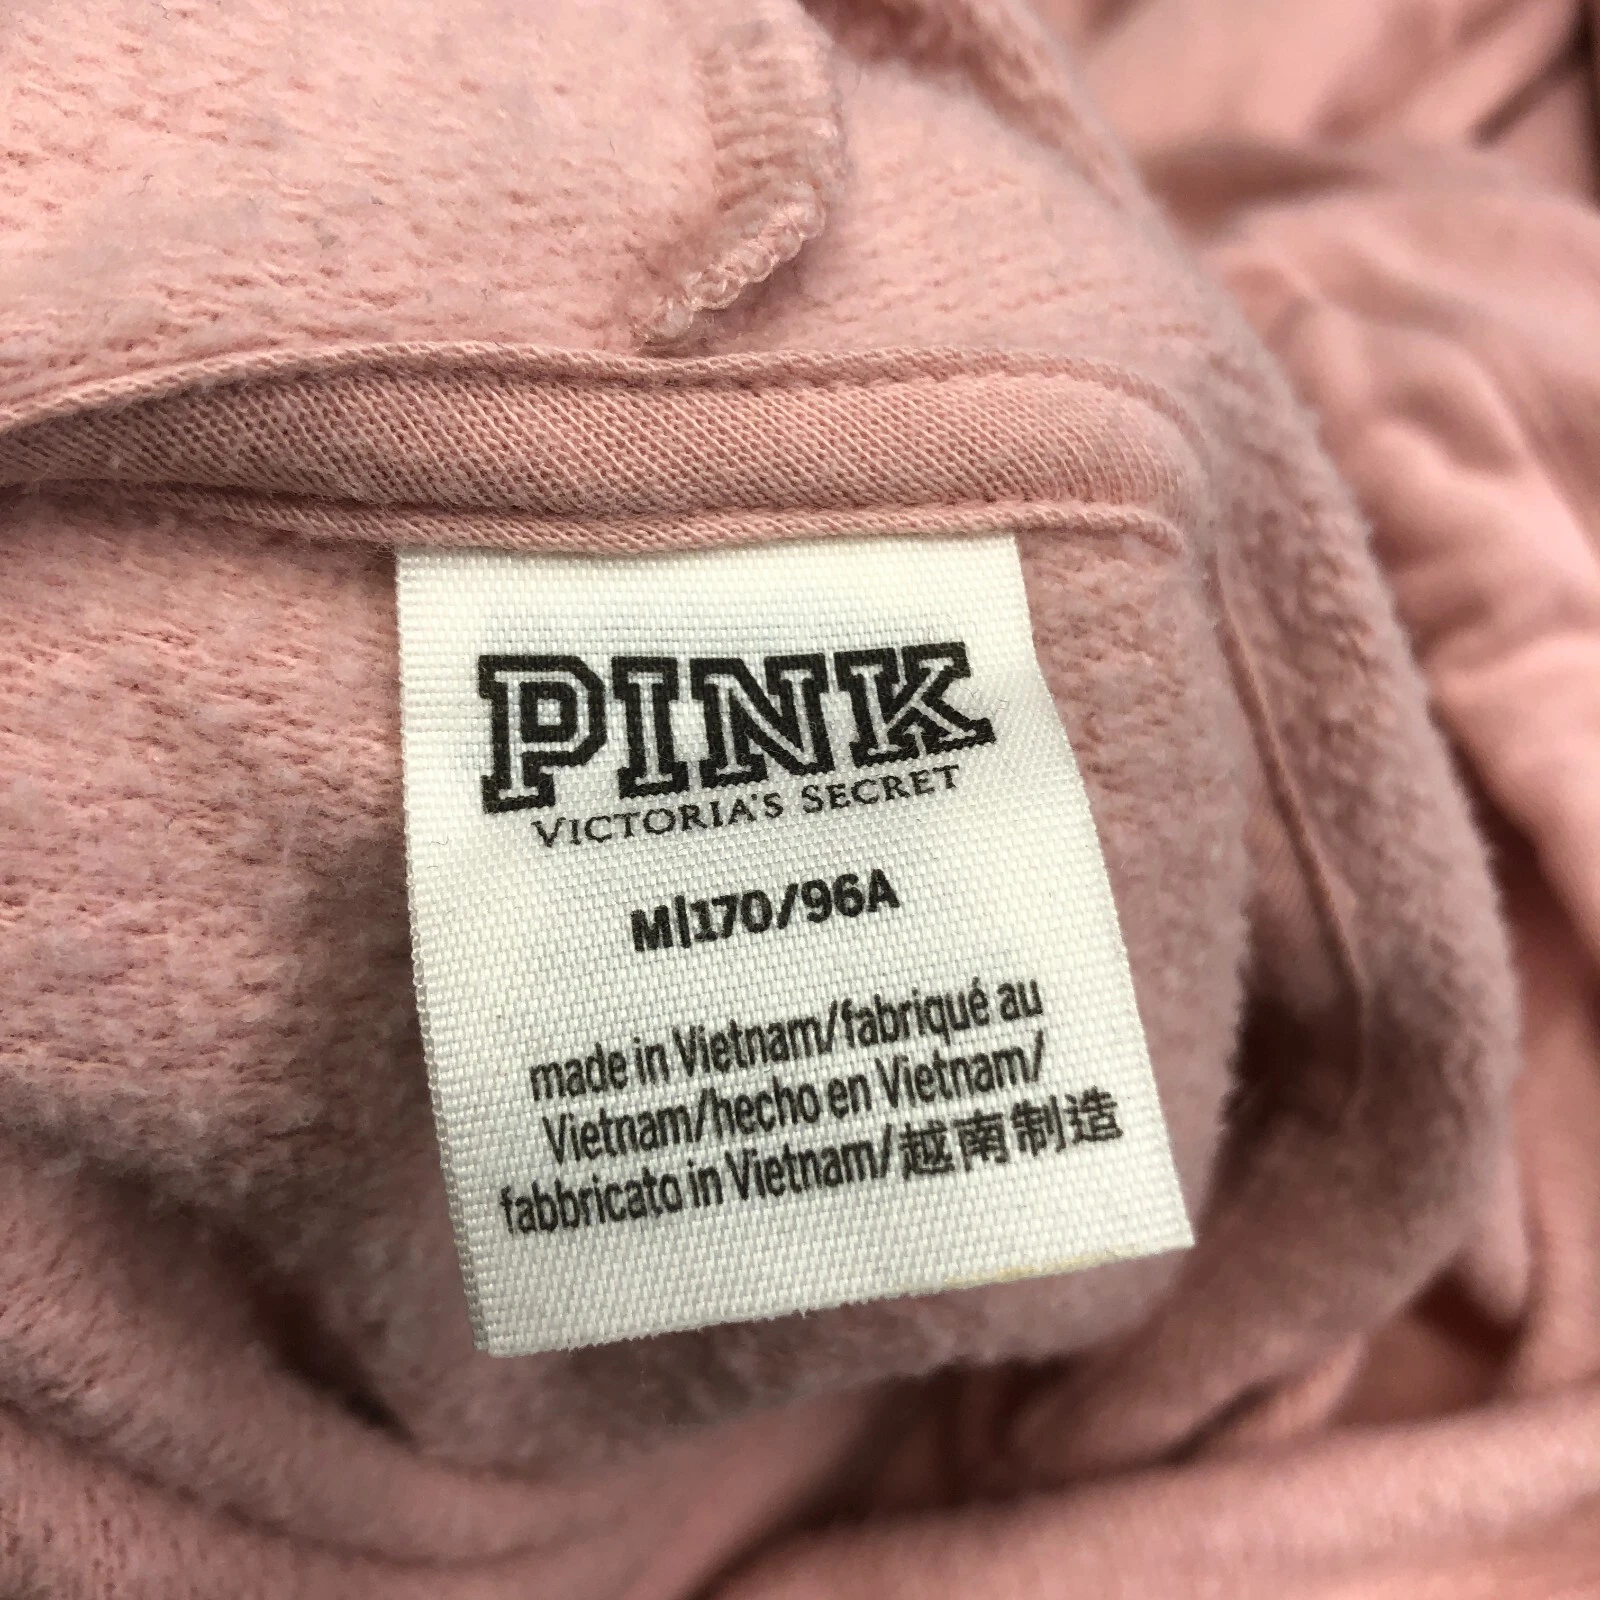 PINK
VICTORIA'S SECRET
M|170/96A
made in Vietnam/fabriqué au
Vietnam/hecho en Vietnam/
fabbricato in Vietnam/越南制造